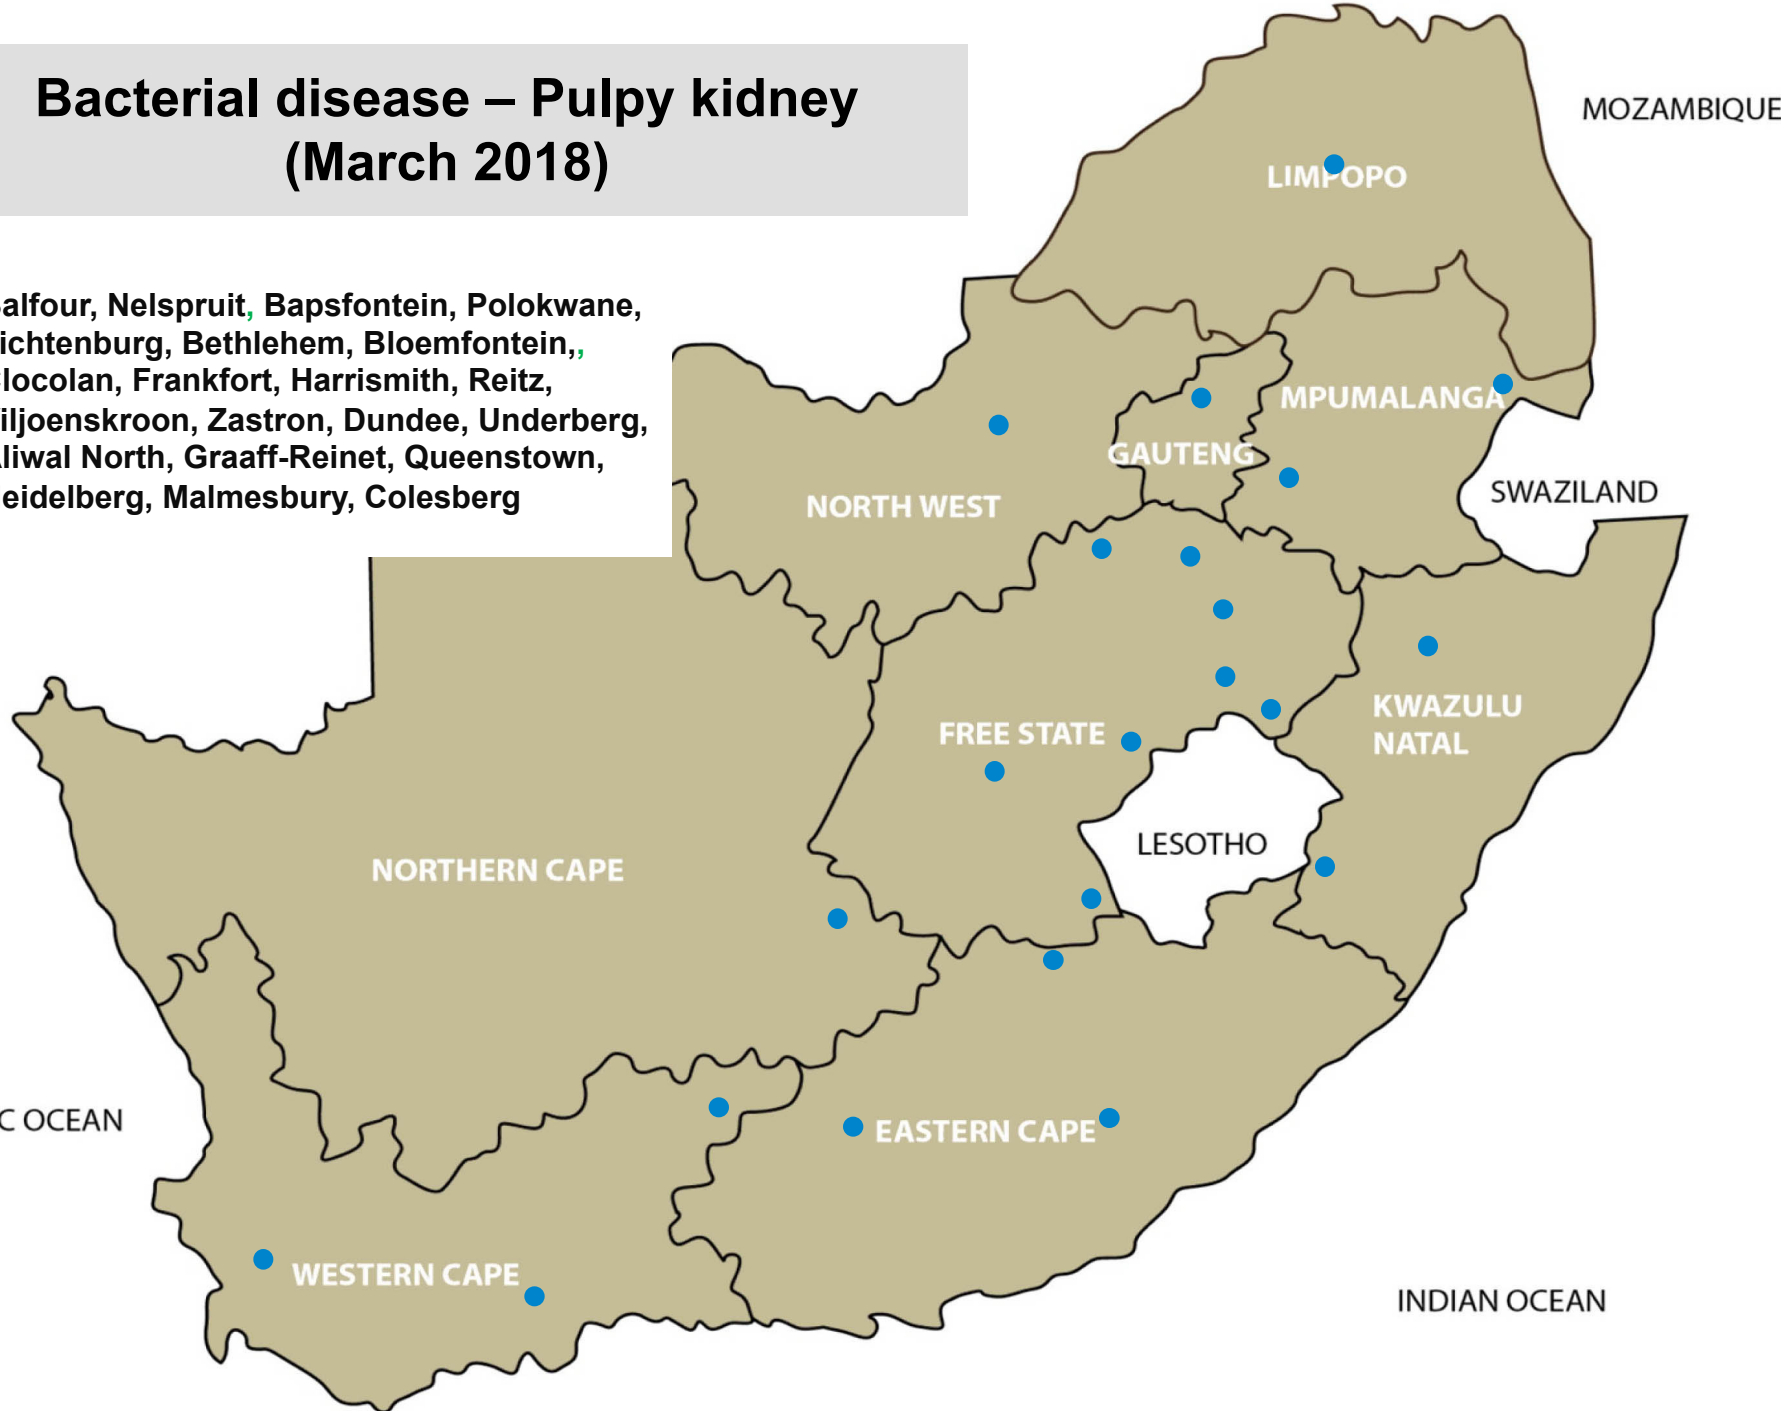 Bacterial disease – Pulpy kidney
(March 2018)
MOZAMBIQUE
LIMPOPO
alfour, Nelspruit, Bapsfontein, Polokwane,
ichtenburg, Bethlehem, Bloemfontein,,
locolan, Frankfort, Harrismith, Reitz,
iljoenskroon, Zastron, Dundee, Underberg,
liwal North, Graaff-Reinet, Queenstown,
eidelberg, Malmesbury, Colesberg
MPUMALANGA
GAUTENG
SWAZILAND
NORTH WEST
KWAZULU
NATAL
FREE STATE
LESOTHO
NORTHERN CAPE
C OCEAN
EASTERN CAPE
WESTERN CAPE
INDIAN OCEAN